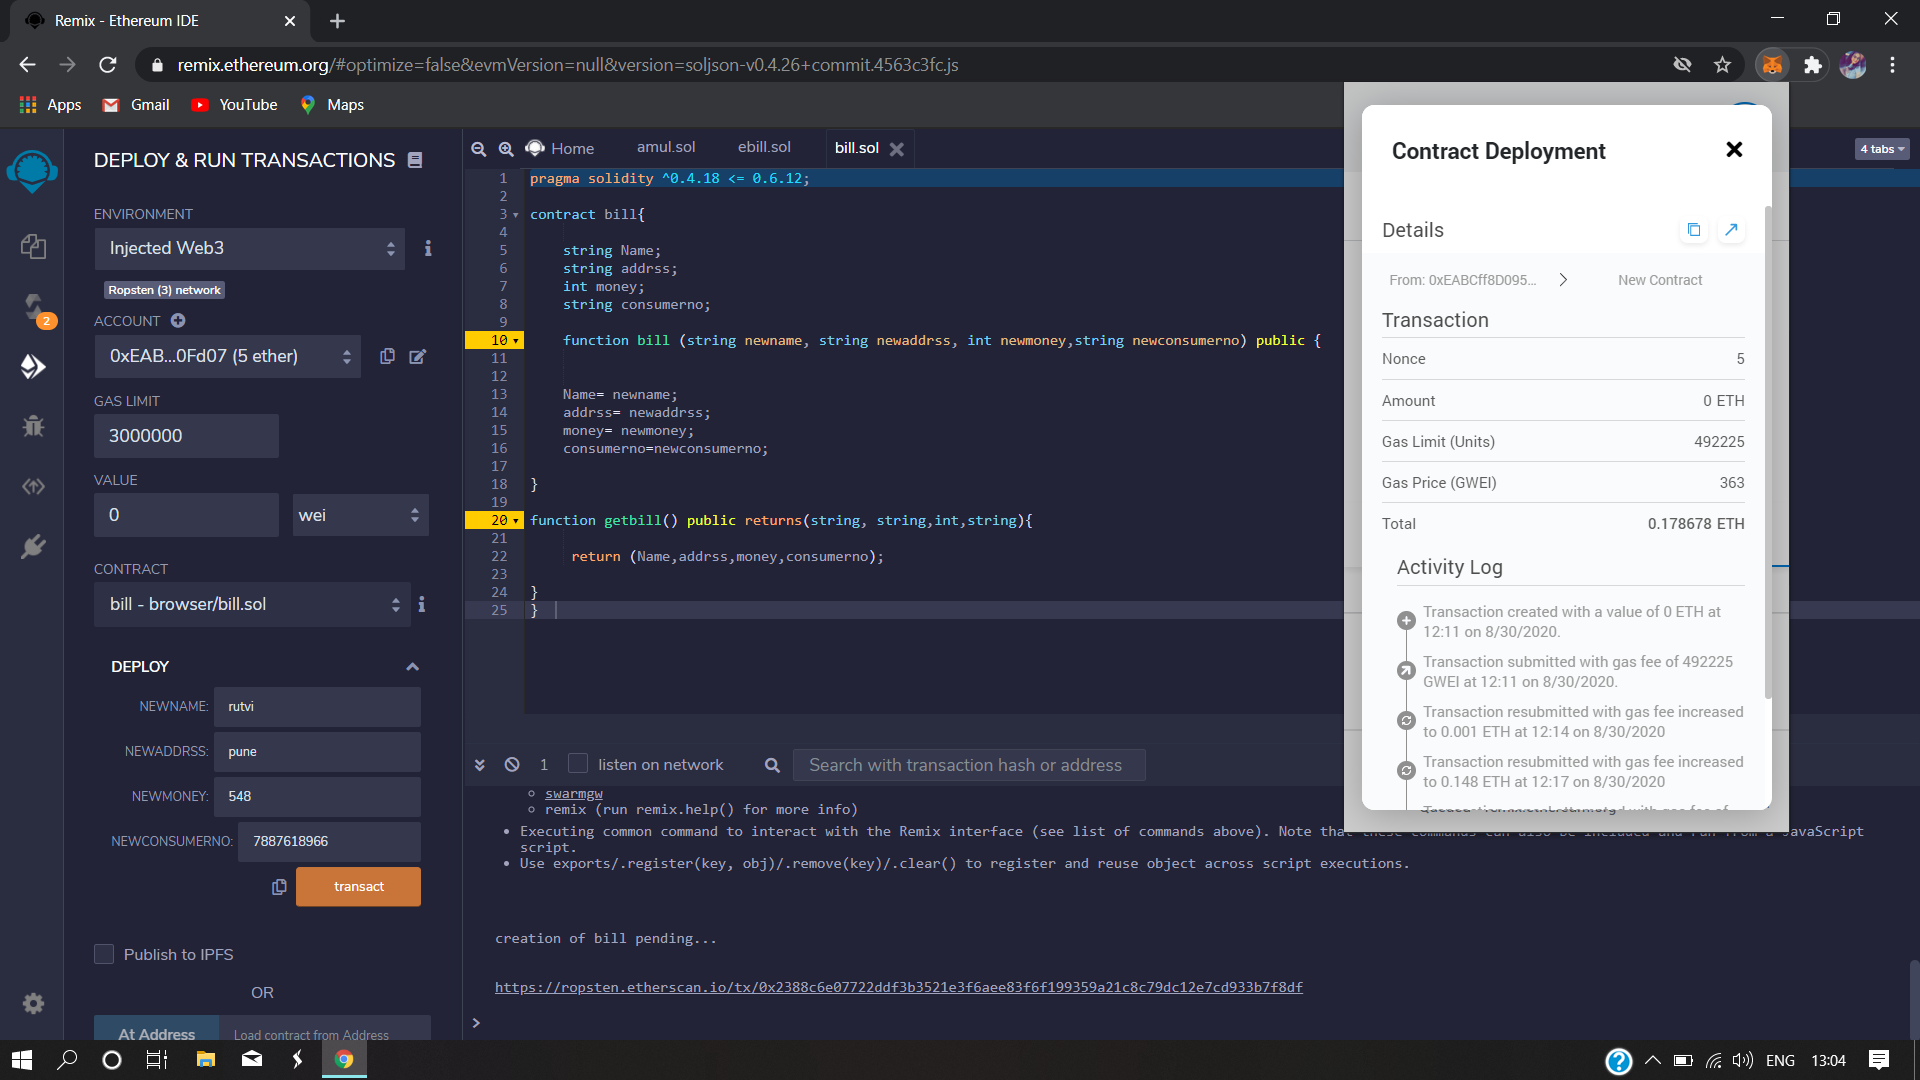 Remix - Ethereum IDE
remix.ethereum.org/#optimize=false&evmVersion=null&version=soljson-v0.4.26+commit.4563c3fc.js
Apps
Gmail
YouTube
Maps
DEPLOY & RUN TRANSACTIONS
ENVIRONMENT
Injected Web3
Ropsten (3) network
ACCOUNT
0xEAB...0Fd07 (5 ether)
GAS LIMIT
3000000
VALUE
0
wei
CONTRACT
bill - browser/bill.sol
DEPLOY
NEWNAME: rutvi
NEWADDRSS: pune
NEWMONEY: 548
NEWCONSUMERNO: 7887618966
transact
Publish to IPFS
OR
At Address
Load contract from Address
2
Home
amul.sol
ebill.sol
bill.sol
4 tabs
1 pragma solidity ^0.4.18 <= 0.6.12;
2
3 contract bill{
4
5 string Name;
6 string addrss;
7 int money;
8 string consumerno;
9
10 function bill (string newname, string newaddrss, int newmoney,string newconsumerno) public {
11
12
13 Name= newname;
14 addrss= newaddrss;
15 money= newmoney;
16 consumerno=newconsumerno;
17
18 }
19
20 function getbill() public returns(string, string,int,string){
21
22 return (Name,addrss,money,consumerno);
23
24 }
25 }
1
listen on network
Search with transaction hash or address
swarmgw
remix (run remix.help() for more info)
Executing common command to interact with the Remix interface (see list of commands above). Note that these commands can also be included and run from a JavaScript
script.
Use exports/.register(key, obj)/.remove(key)/.clear() to register and reuse object across script executions.
creation of bill pending...
https://ropsten.etherscan.io/tx/0x2388c6e07722ddf3b3521e3f6aee83f6f199359a21c8c79dc12e7cd933b7f8df
>
Contract Deployment
Details
From: 0xEABCff8D095...
New Contract
Transaction
Nonce 5
Amount 0 ETH
Gas Limit (Units) 492225
Gas Price (GWEI) 363
Total 0.178678 ETH
Activity Log
Transaction created with a value of 0 ETH at
12:11 on 8/30/2020.
Transaction submitted with gas fee of 492225
GWEI at 12:11 on 8/30/2020.
Transaction resubmitted with gas fee increased
to 0.001 ETH at 12:14 on 8/30/2020
Transaction resubmitted with gas fee increased
to 0.148 ETH at 12:17 on 8/30/2020
ENG
13:04